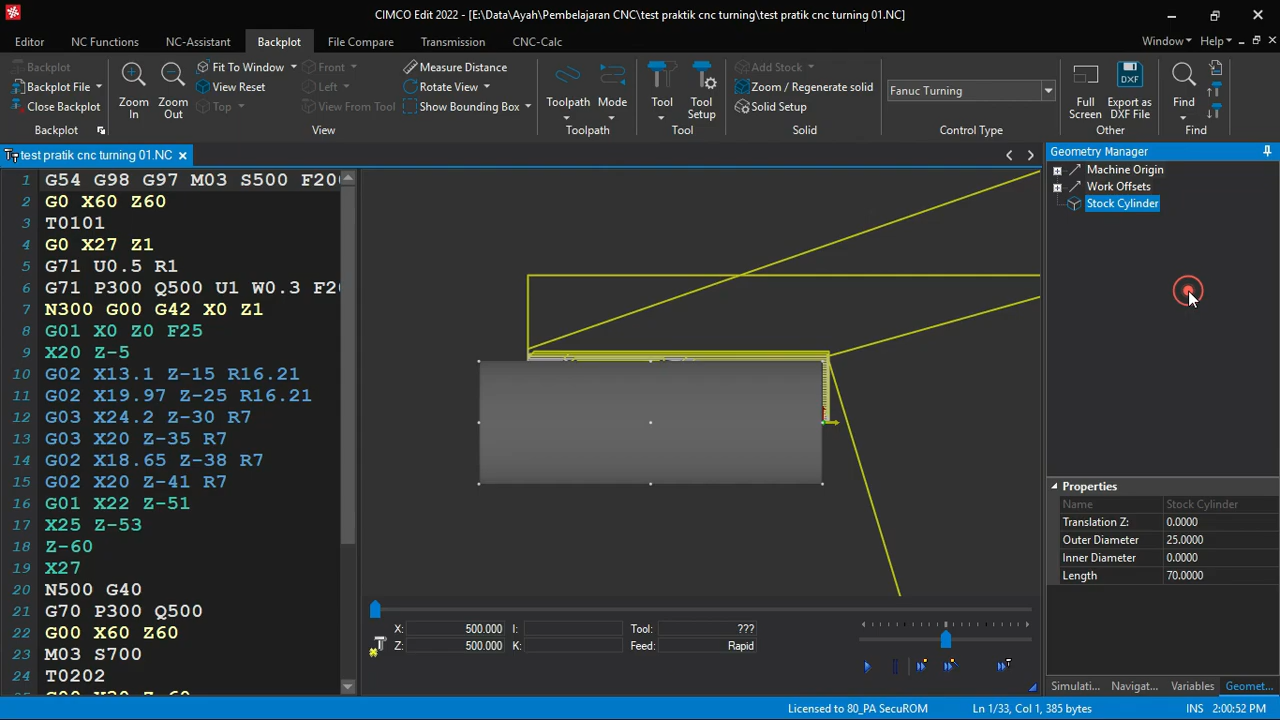 CIMCO Edit 2022 - [E:\Data\Ayah\Pembelajaran CNC\test praktik cnc turning\test pratik cnc turning 01.NC]
Editor NC Functions NC-Assistant Backplot File Compare Transmission CNC-Calc Window Help
Backplot
Backplot File
Close Backplot
Backplot
Zoom In
Zoom Out
Fit To Window
View Reset
Top
Front
Left
View From Tool
Measure Distance
Rotate View
Show Bounding Box
View
Toolpath
Mode
Toolpath
Tool
Tool Setup
Tool
Add Stock
Zoom / Regenerate solid
Solid Setup
Solid
Fanuc Turning
Control Type
Full Screen
Export as DXF File
DXF
Other
Find
Find
test pratik cnc turning 01.NC
1 G54 G98 G97 M03 S500 F20
2 G0 X60 Z60
3 T0101
4 G0 X27 Z1
5 G71 U0.5 R1
6 G71 P300 Q500 U1 W0.3 F2
7 N300 G00 G42 X0 Z1
8 G01 X0 Z0 F25
9 X20 Z-5
10 G02 X13.1 Z-15 R16.21
11 G02 X19.97 Z-25 R16.21
12 G03 X24.2 Z-30 R7
13 G03 X20 Z-35 R7
14 G02 X18.65 Z-38 R7
15 G02 X20 Z-41 R7
16 G01 X22 Z-51
17 X25 Z-53
18 Z-60
19 X27
20 N500 G40
21 G70 P300 Q500
22 G00 X60 Z60
23 M03 S700
24 T0202
X: 500.000 I: Tool: ???
Z: 500.000 K: Feed: Rapid
Geometry Manager
Machine Origin
Work Offsets
Stock Cylinder
Properties
Name Stock Cylinder
Translation Z: 0.0000
Outer Diameter 25.0000
Inner Diameter 0.0000
Length 70.0000
Simulati... Navigat... Variables Geomet...
Licensed to 80_PA SecuROM Ln 1/33, Col 1, 385 bytes INS 2:00:52 PM